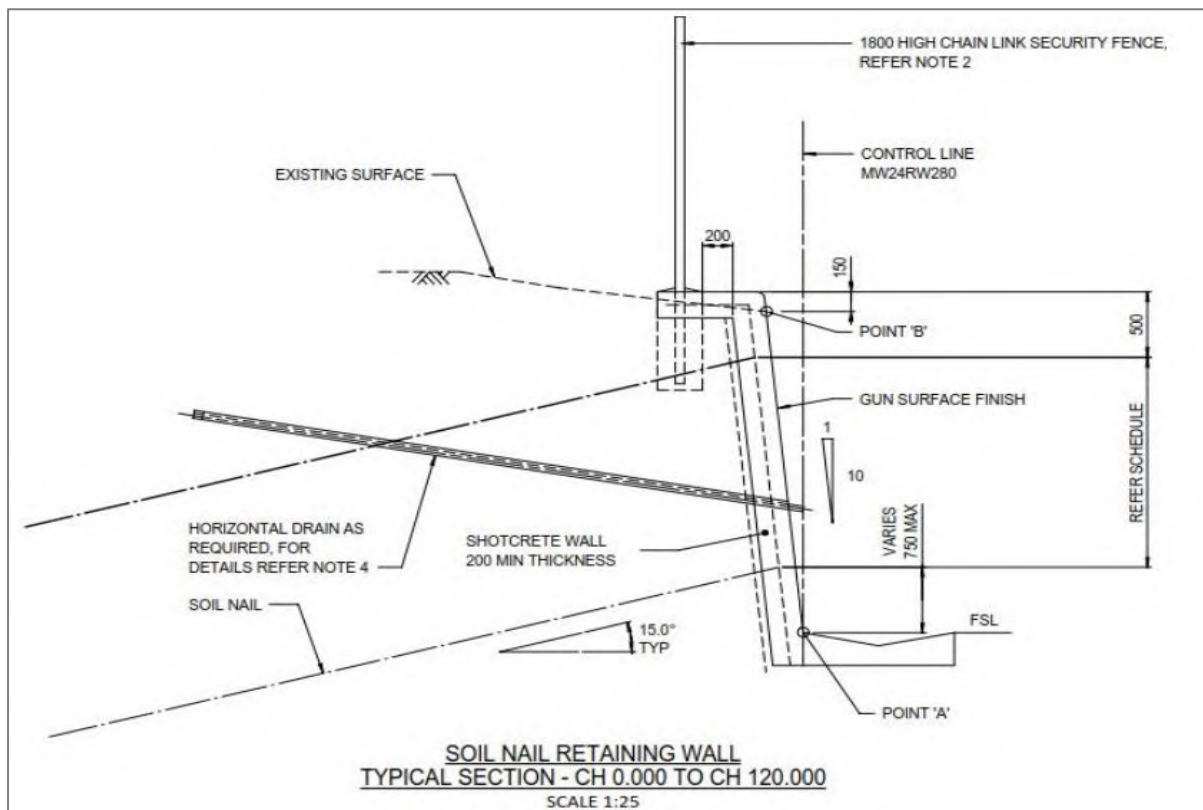 1800 HIGH CHAIN LINK SECURITY FENCE,
REFER NOTE 2
CONTROL LINE
MW24RW280
EXISTING SURFACE
200
150
POINT 'B'
500
GUN SURFACE FINISH
1
10
REFER SCHEDULE
HORIZONTAL DRAIN AS
REQUIRED, FOR
DETAILS REFER NOTE 4
SHOTCRETE WALL
200 MIN THICKNESS
VARIES
750 MAX
SOIL NAIL
15.0°
TYP
FSL
POINT 'A'
SOIL NAIL RETAINING WALL
TYPICAL SECTION - CH 0.000 TO CH 120.000
SCALE 1:25